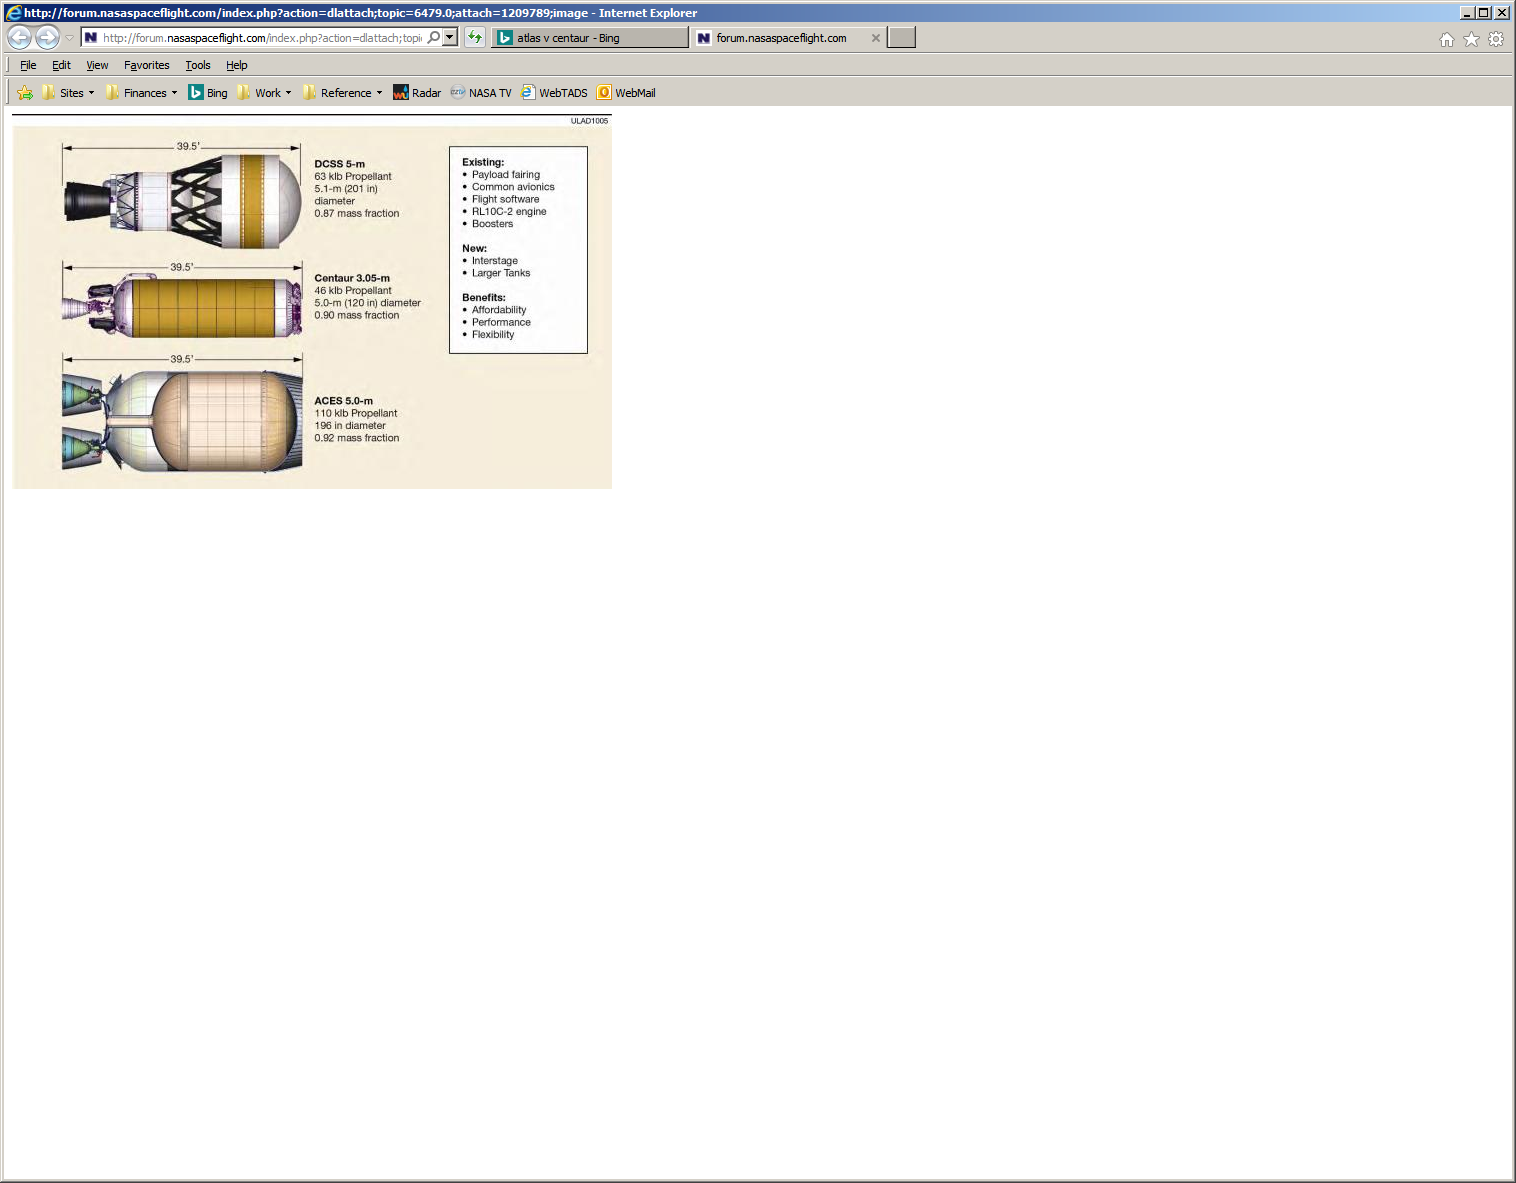 http://forum.nasaspaceflight.com/index.php?action=dlattach;topic=6479.0;attach=1209789;image - Internet Explorer
http://forum.nasaspaceflight.com/index.php?action=dlattach;topi
atlas v centaur - Bing
forum.nasaspaceflight.com
File Edit View Favorites Tools Help
Sites Finances Bing Work Reference Radar NASA TV WebTADS WebMail
ULAD1005
39.5'
DCSS 5-m
63 klb Propellant
5.1-m (201 in)
diameter
0.87 mass fraction
39.5'
Centaur 3.05-m
46 klb Propellant
5.0-m (120 in) diameter
0.90 mass fraction
39.5'
ACES 5.0-m
110 klb Propellant
196 in diameter
0.92 mass fraction
Existing:
• Payload fairing
• Common avionics
• Flight software
• RL10C-2 engine
• Boosters
New:
• Interstage
• Larger Tanks
Benefits:
• Affordability
• Performance
• Flexibility